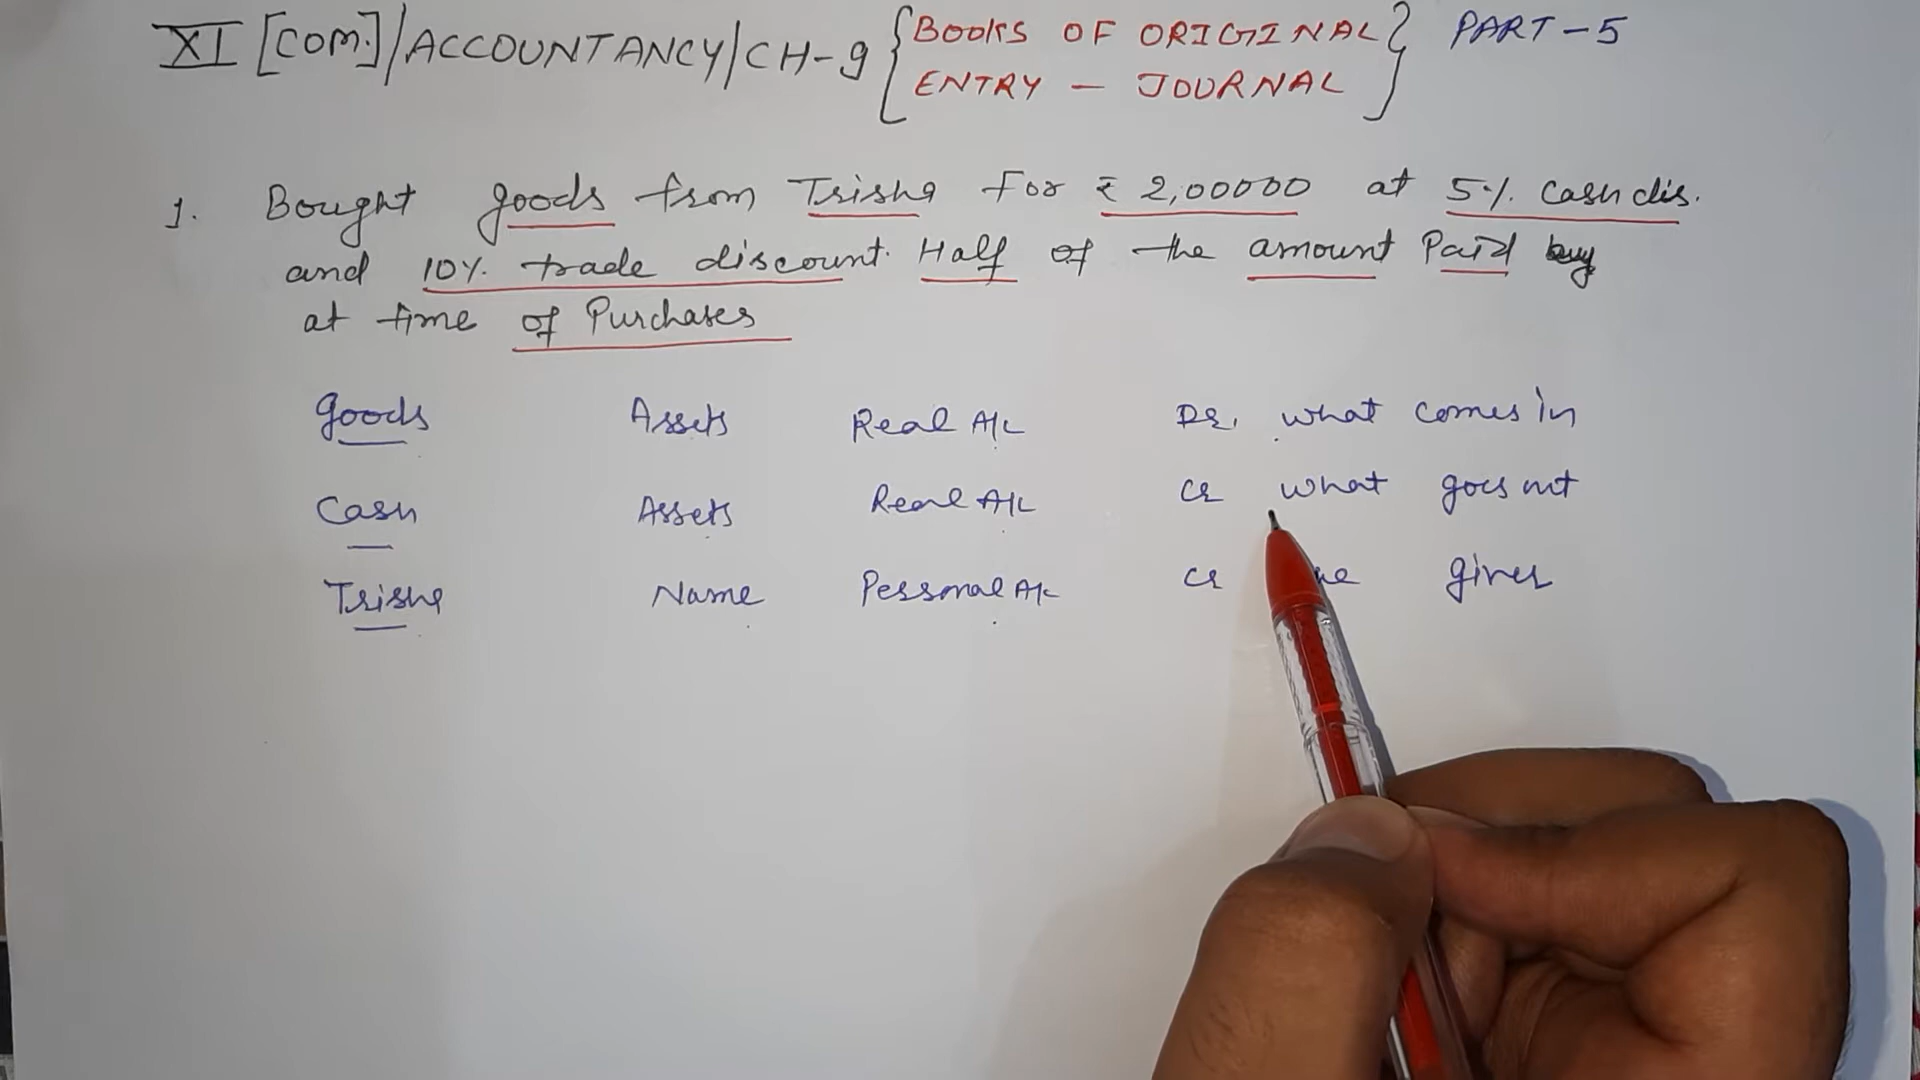 XI [COM.]/ACCOUNTANCY/CH-9 {BOOKS OF ORIGINAL ENTRY - JOURNAL} PART-5
1. Bought goods from Trisha For ₹ 2,00000 at 5% Cash dis.
and 10% trade discount. Half of the amount Paid
at time of Purchases
goods Assets Real A/c Dr. what comes in
Cash Assets Real A/c Cr what goes out
Trisha Name Personal A/c Cr giver